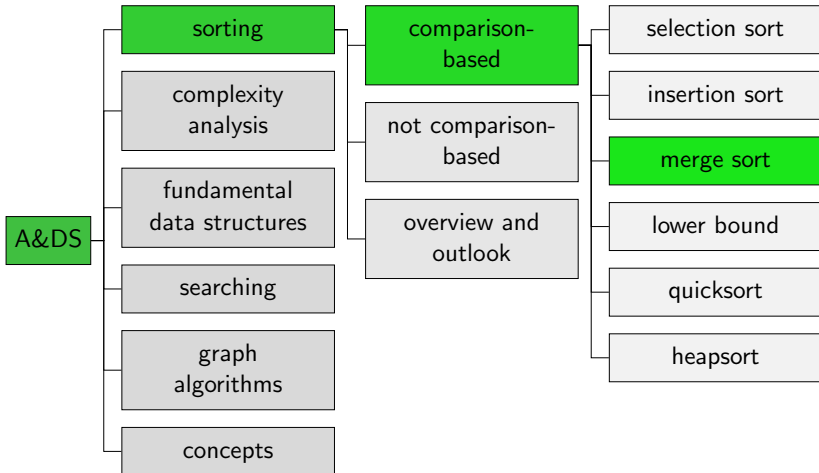 A&DS
sorting
complexity
analysis
fundamental
data structures
searching
graph
algorithms
concepts
comparison-
based
not comparison-
based
overview and
outlook
selection sort
insertion sort
merge sort
lower bound
quicksort
heapsort